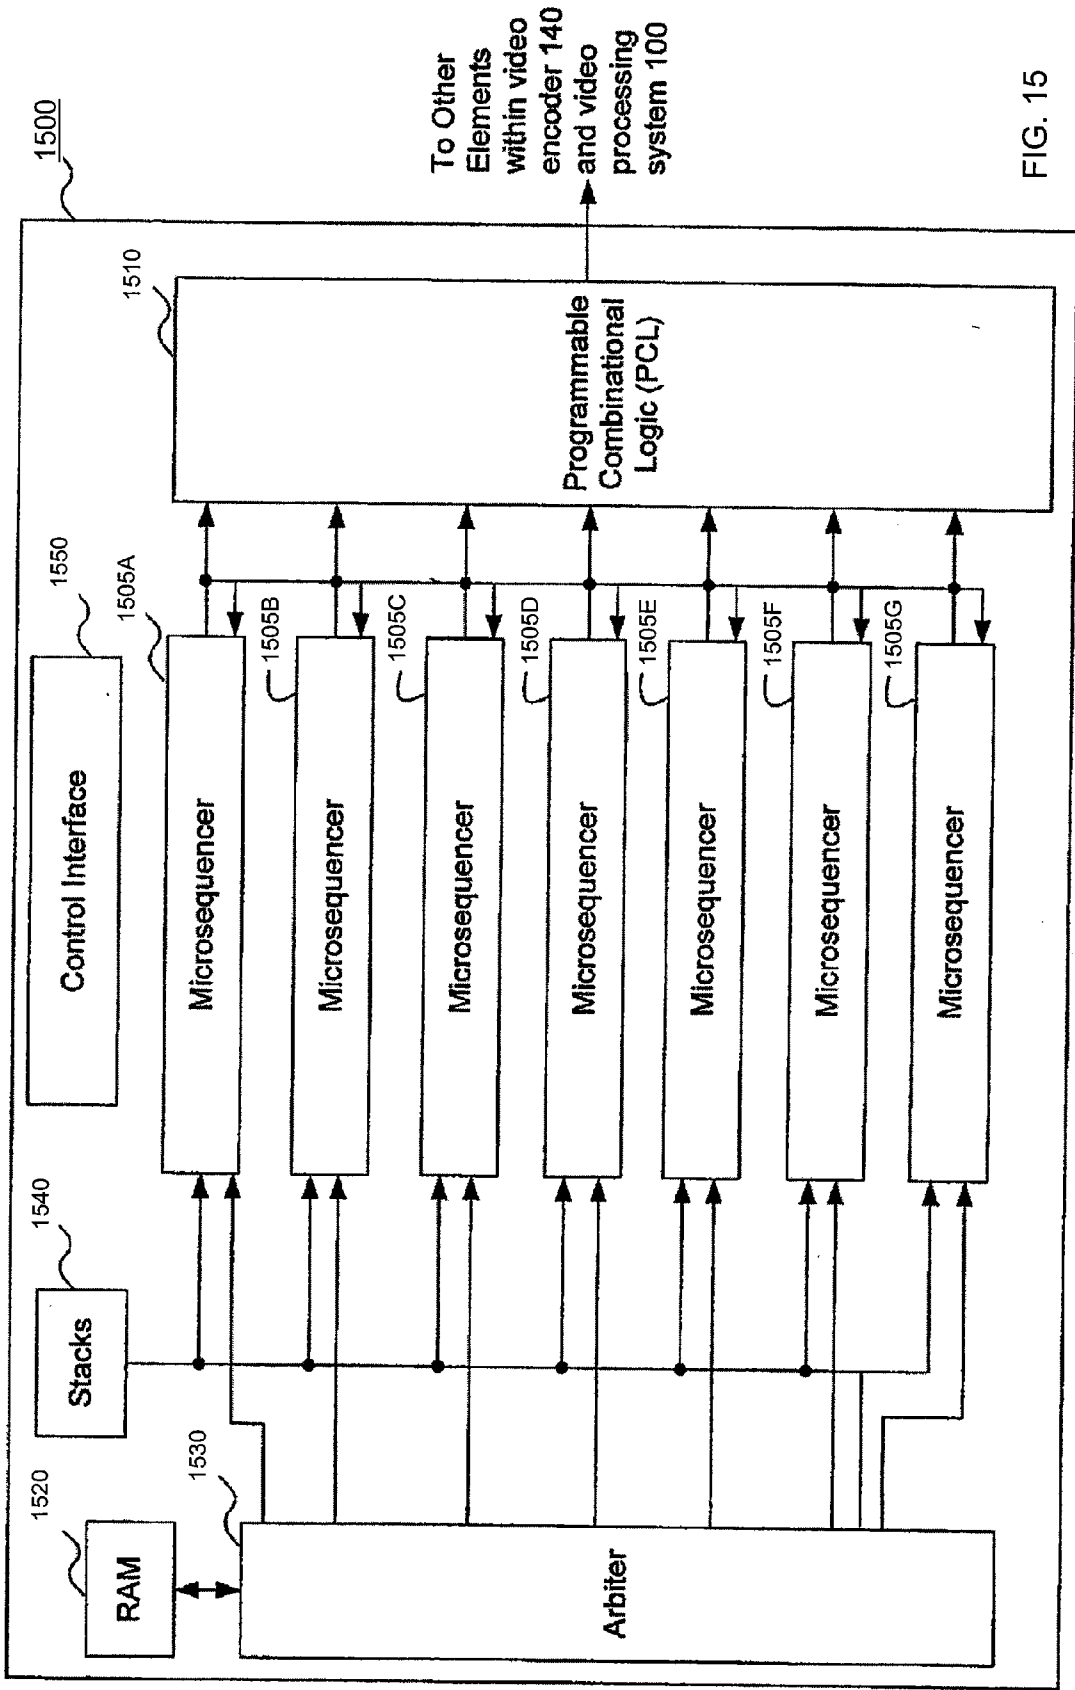 1500
RAM
1520
Stacks
1540
Control Interface
1550
Arbiter
1530
Microsequencer
1505A
Microsequencer
1505B
Microsequencer
1505C
Microsequencer
1505D
Microsequencer
1505E
Microsequencer
1505F
Microsequencer
1505G
Programmable
Combinational
Logic (PCL)
1510
To Other
Elements
within video
encoder 140
and video
processing
system 100
FIG. 15